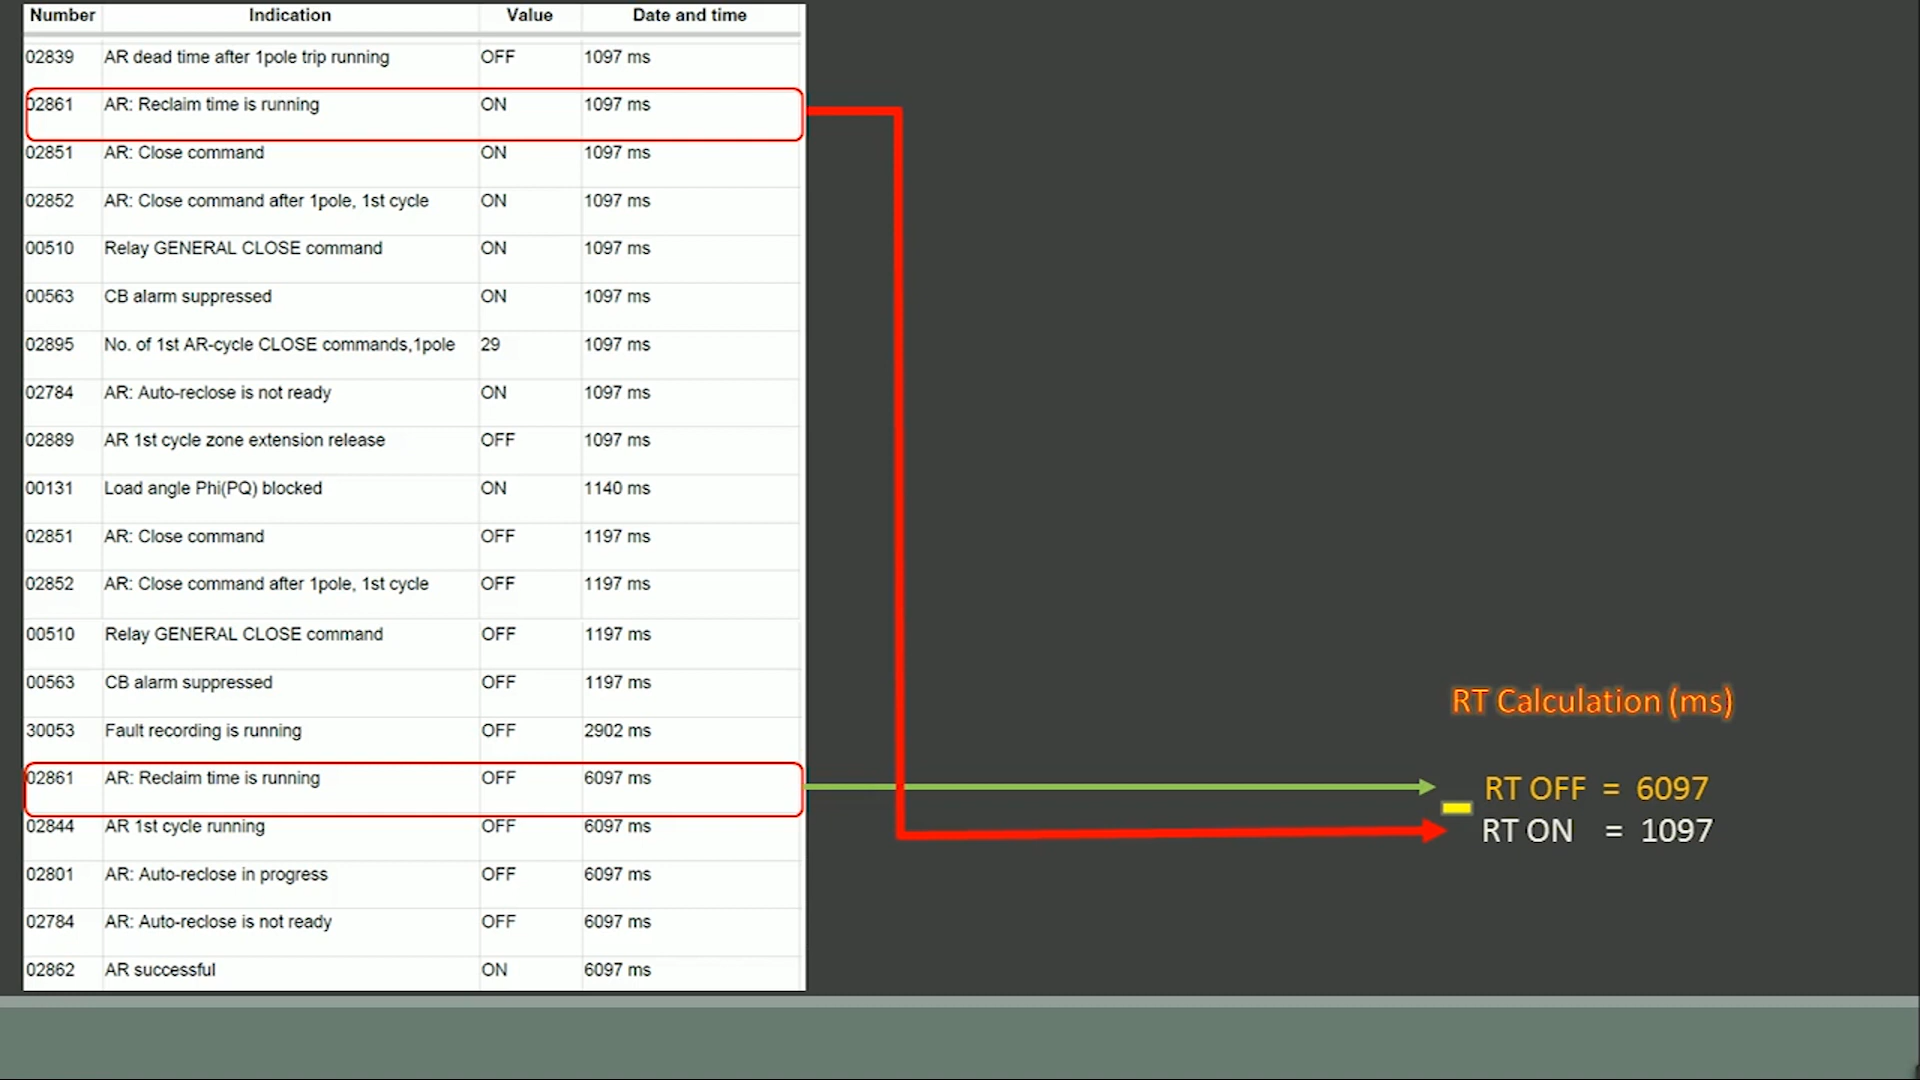 Number Indication Value Date and time
02839 AR dead time after 1pole trip running OFF 1097 ms
02861 AR: Reclaim time is running ON 1097 ms
02851 AR: Close command ON 1097 ms
02852 AR: Close command after 1pole, 1st cycle ON 1097 ms
00510 Relay GENERAL CLOSE command ON 1097 ms
00563 CB alarm suppressed ON 1097 ms
02895 No. of 1st AR-cycle CLOSE commands,1pole 29 1097 ms
02784 AR: Auto-reclose is not ready ON 1097 ms
02889 AR 1st cycle zone extension release OFF 1097 ms
00131 Load angle Phi(PQ) blocked ON 1140 ms
02851 AR: Close command OFF 1197 ms
02852 AR: Close command after 1pole, 1st cycle OFF 1197 ms
00510 Relay GENERAL CLOSE command OFF 1197 ms
00563 CB alarm suppressed OFF 1197 ms
30053 Fault recording is running OFF 2902 ms
02861 AR: Reclaim time is running OFF 6097 ms
02844 AR 1st cycle running OFF 6097 ms
02801 AR: Auto-reclose in progress OFF 6097 ms
02784 AR: Auto-reclose is not ready OFF 6097 ms
02862 AR successful ON 6097 ms
RT Calculation (ms)
RT OFF = 6097
RT ON = 1097